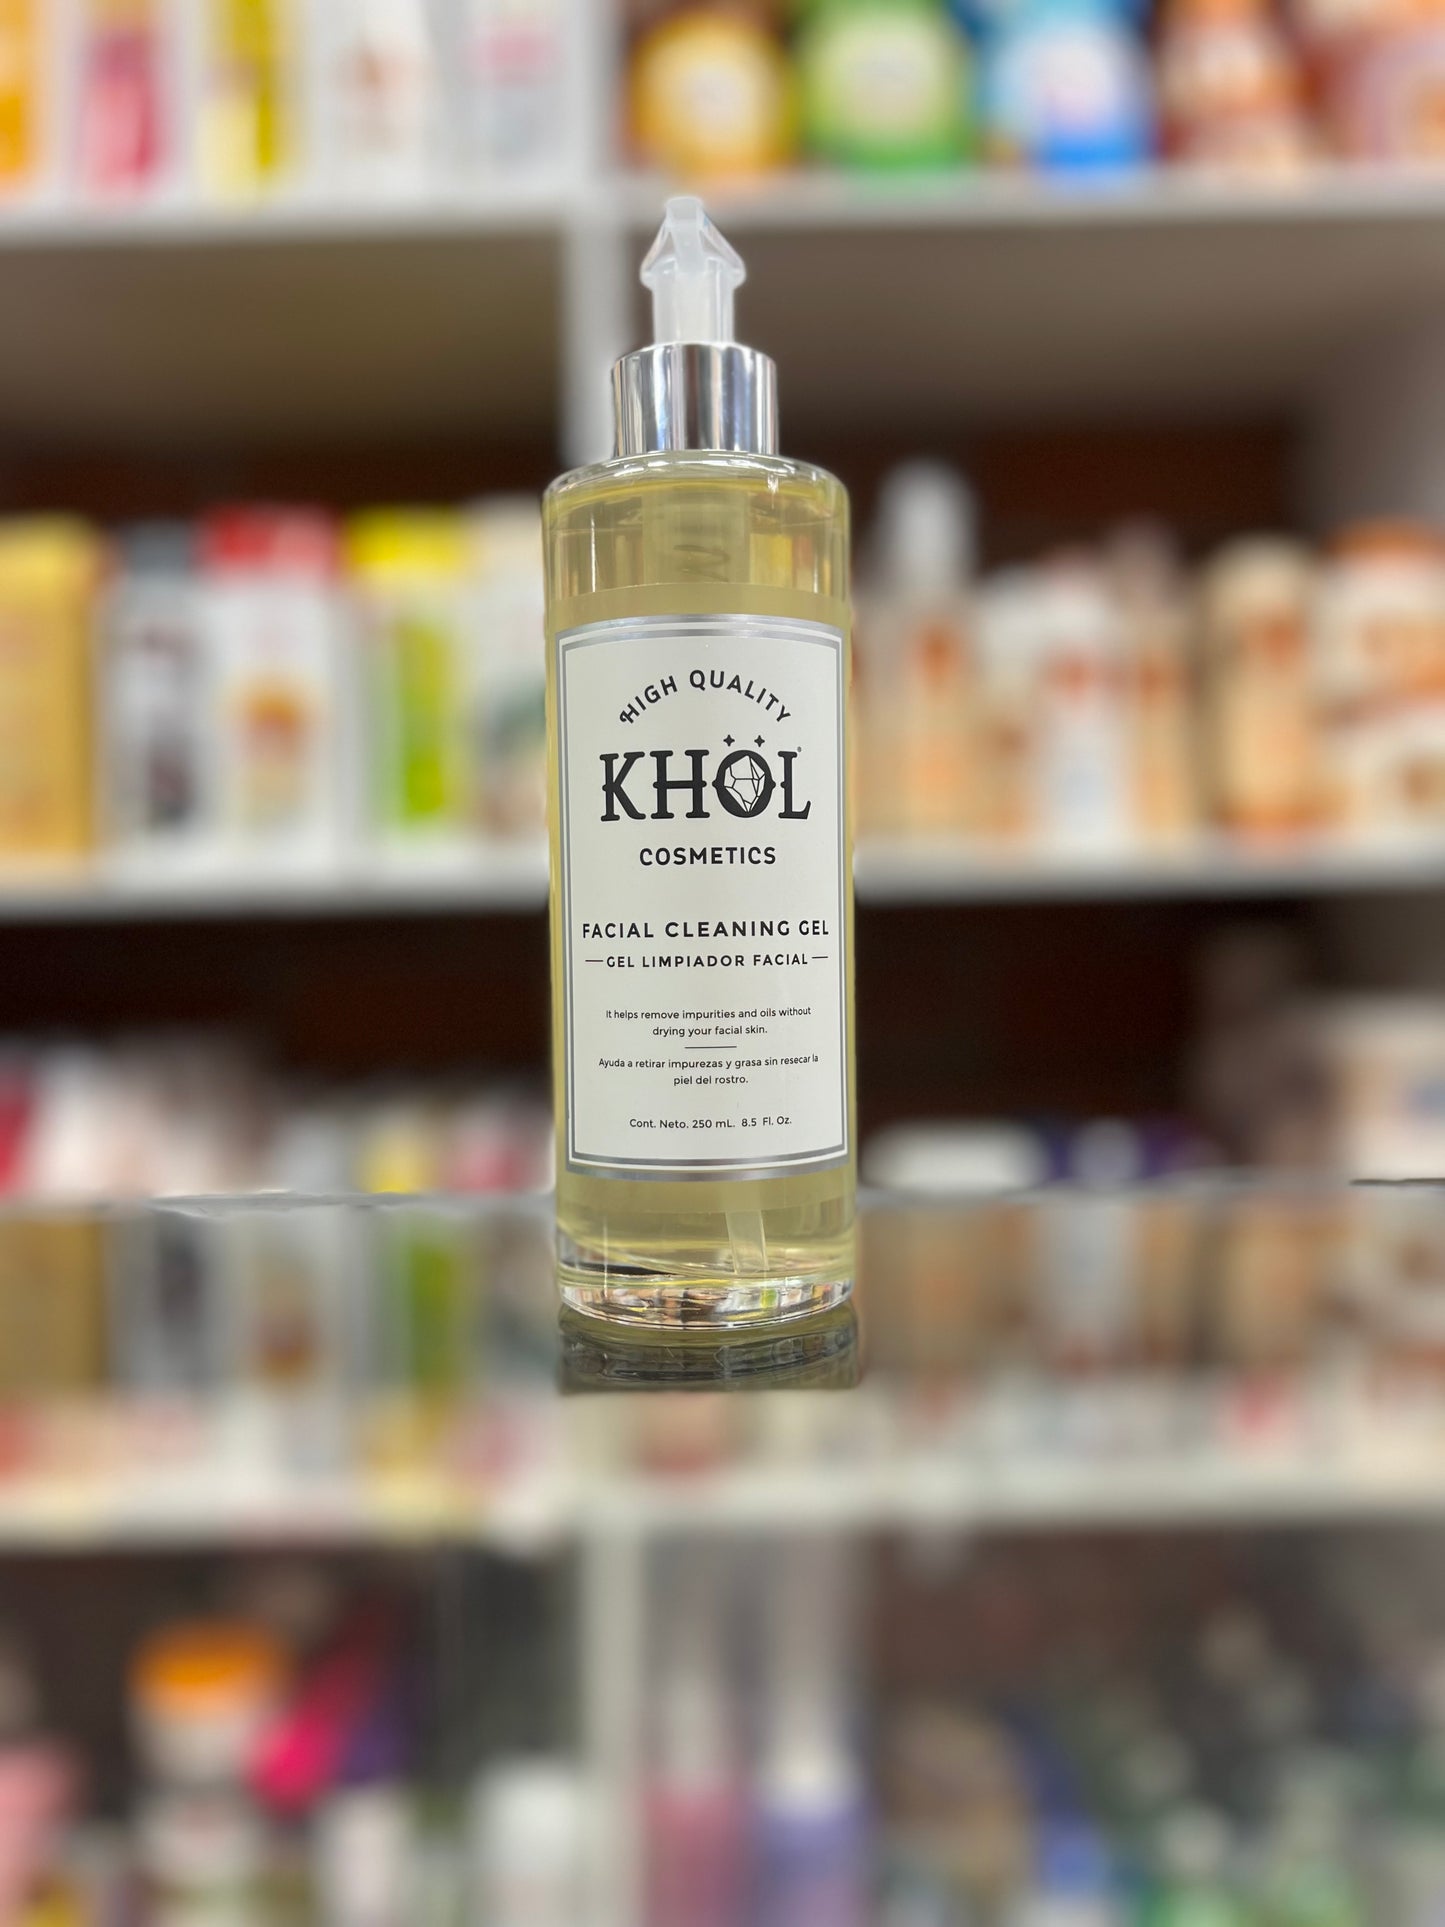 HIGH QUALITY
KHÖL®
COSMETICS
FACIAL CLEANING GEL
GEL LIMPIADOR FACIAL
It helps remove impurities and oils without
drying your facial skin.
Ayuda a retirar impurezas y grasa sin resecar la
piel del rostro.
Cont. Neto. 250 mL. 8.5 Fl. Oz.